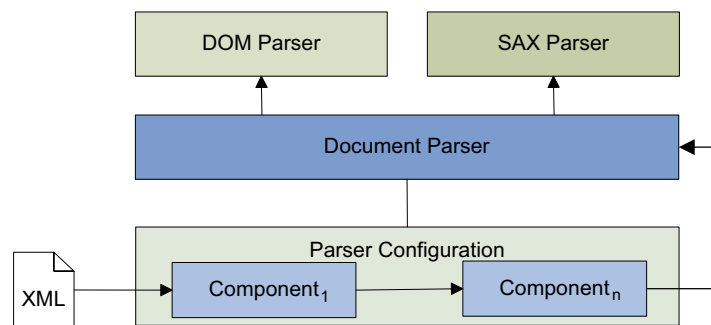 DOM Parser
SAX Parser
Document Parser
Parser Configuration
XML
Component1
Componentn